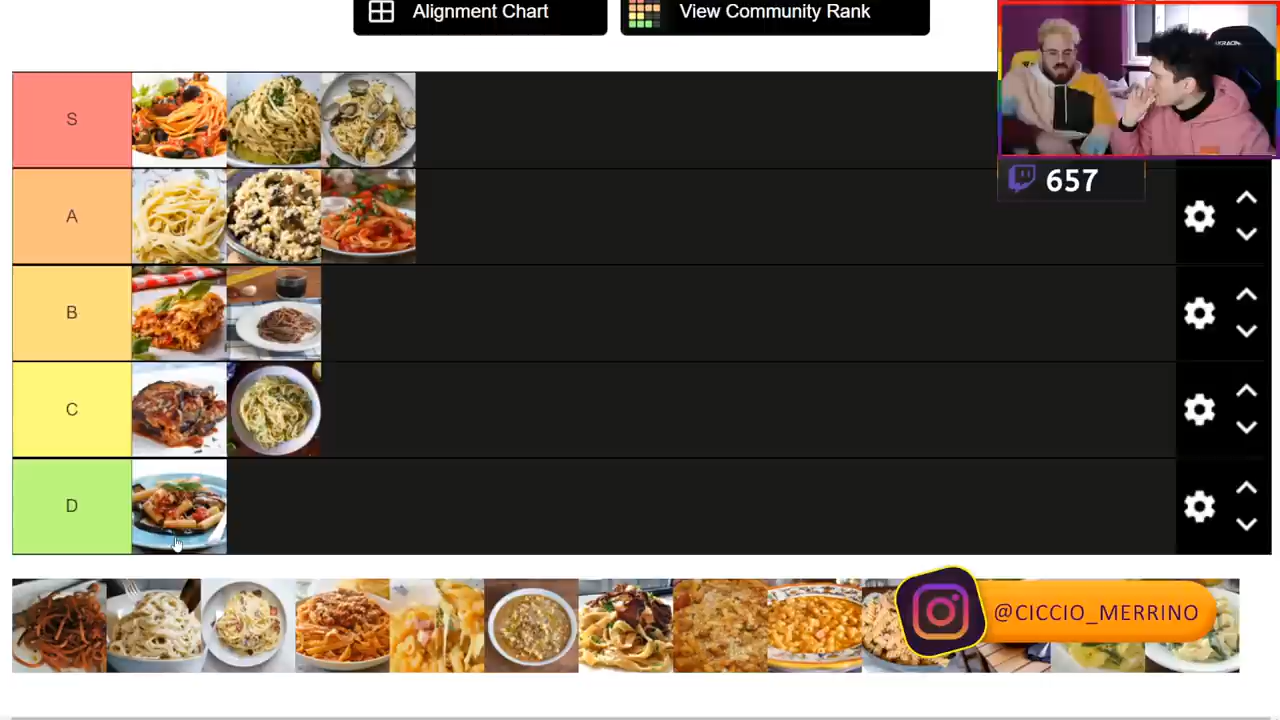 Alignment Chart
View Community Rank
S
657
A
B
C
D
@CICCIO_MERRINO